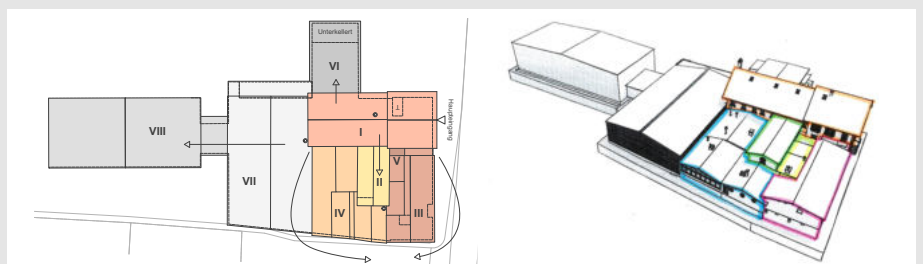 Unterkellert
VI
I
Haupteingang
VIII
VII
II
V
IV
III